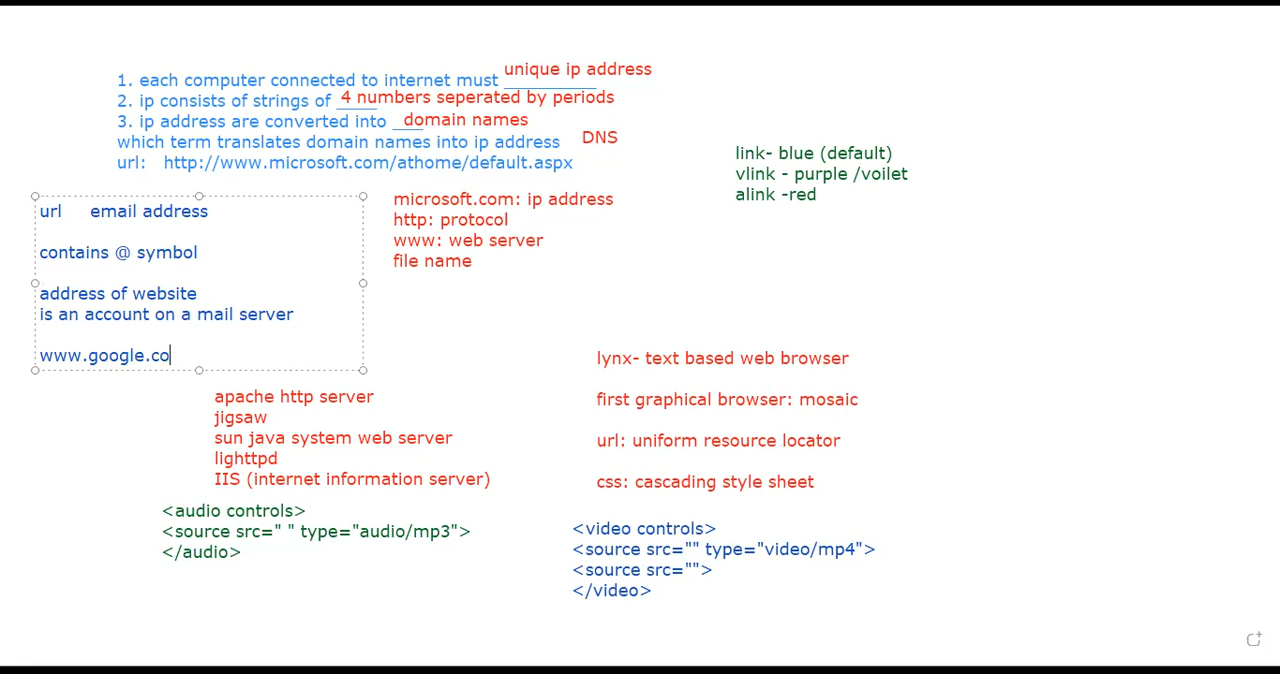 1. each computer connected to internet must unique ip address
2. ip consists of strings of 4 numbers seperated by periods
3. ip address are converted into domain names
which term translates domain names into ip address DNS
url: http://www.microsoft.com/athome/default.aspx
link- blue (default)
vlink - purple /voilet
alink -red
url email address
contains @ symbol
address of website
is an account on a mail server
www.google.co
microsoft.com: ip address
http: protocol
www: web server
file name
lynx- text based web browser
first graphical browser: mosaic
url: uniform resource locator
css: cascading style sheet
apache http server
jigsaw
sun java system web server
lighttpd
IIS (internet information server)
<audio controls>
<source src=" " type="audio/mp3">
</audio>
<video controls>
<source src="" type="video/mp4">
<source src="">
</video>